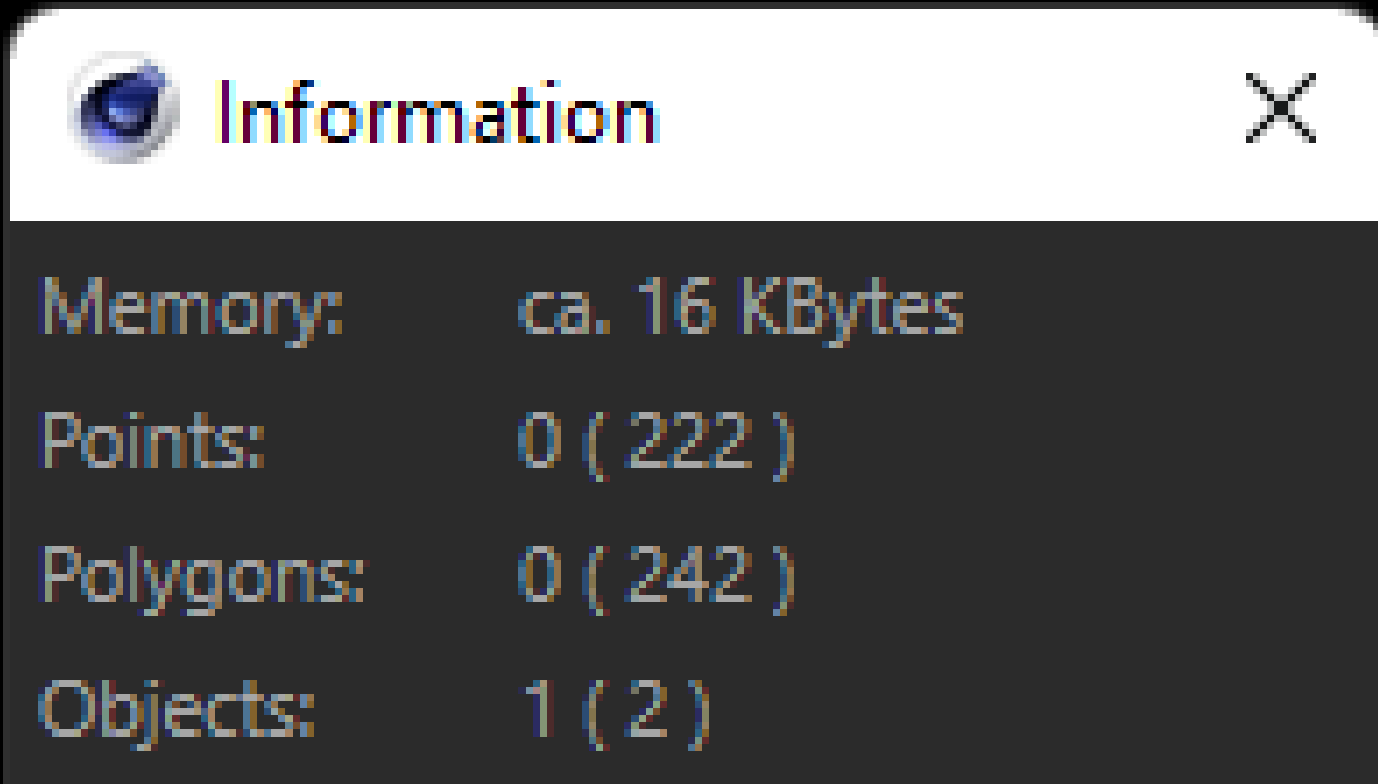 Information
Memory: ca. 16 KBytes
Points: 0 ( 222 )
Polygons: 0 ( 242 )
Objects: 1 ( 2 )